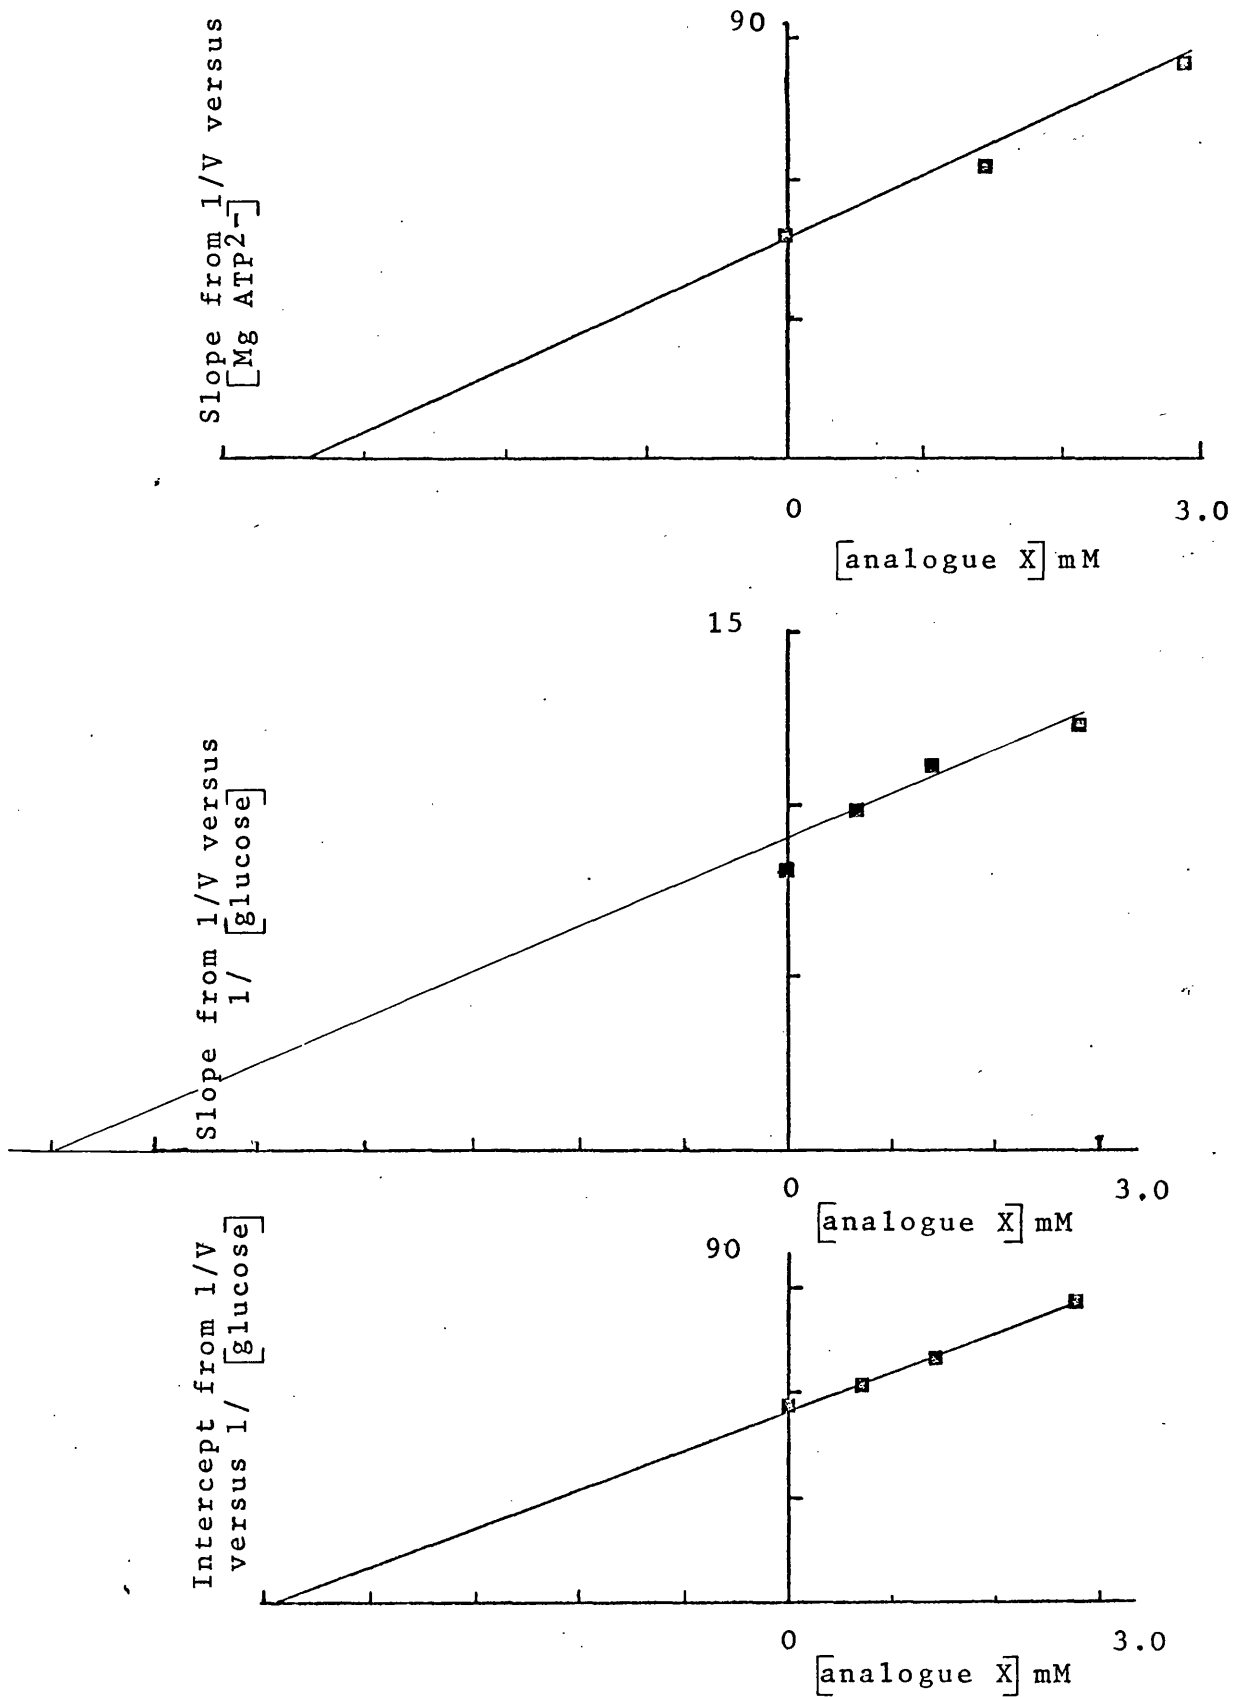 90
Slope from 1/V versus
[Mg ATP2-]
0
3.0
[analogue X] mM
15
Slope from 1/V versus
1/ [glucose]
0
3.0
[analogue X] mM
90
Intercept from 1/V
versus 1/ [glucose]
0
3.0
[analogue X] mM